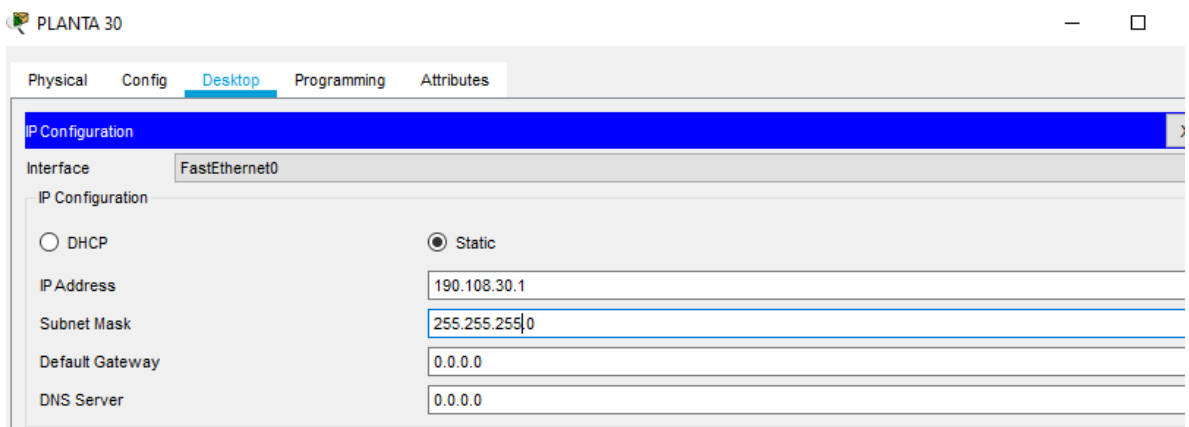 PLANTA 30
Physical Config Desktop Programming Attributes
IP Configuration X
Interface FastEthernet0
IP Configuration
DHCP Static
IP Address 190.108.30.1
Subnet Mask 255.255.255.0
Default Gateway 0.0.0.0
DNS Server 0.0.0.0